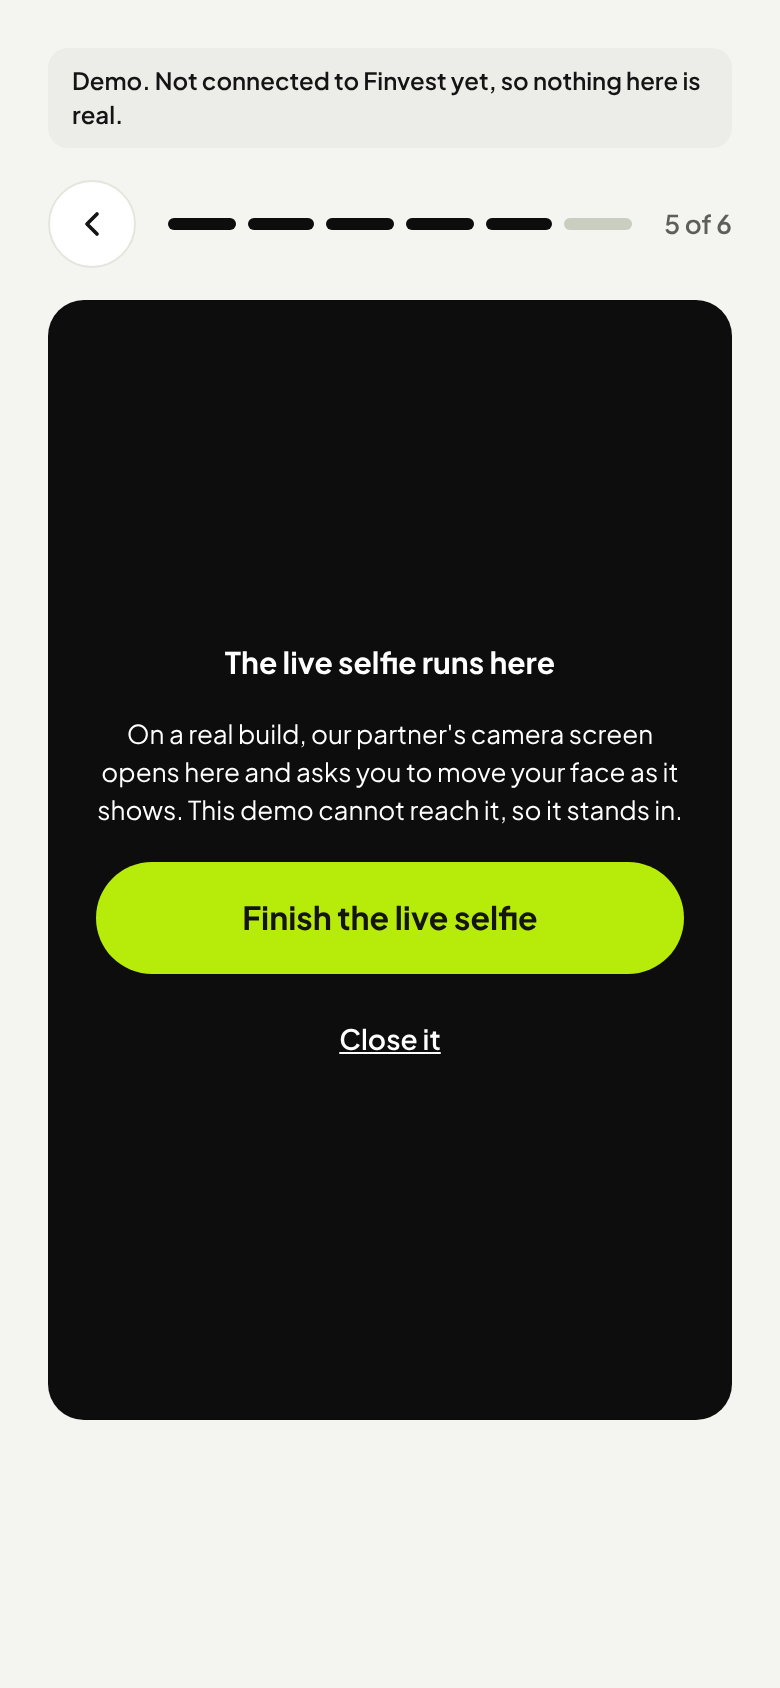 Demo. Not connected to Finvest yet, so nothing here is
real.
5 of 6
The live selfie runs here
On a real build, our partner's camera screen
opens here and asks you to move your face as it
shows. This demo cannot reach it, so it stands in.
Finish the live selfie
Close it